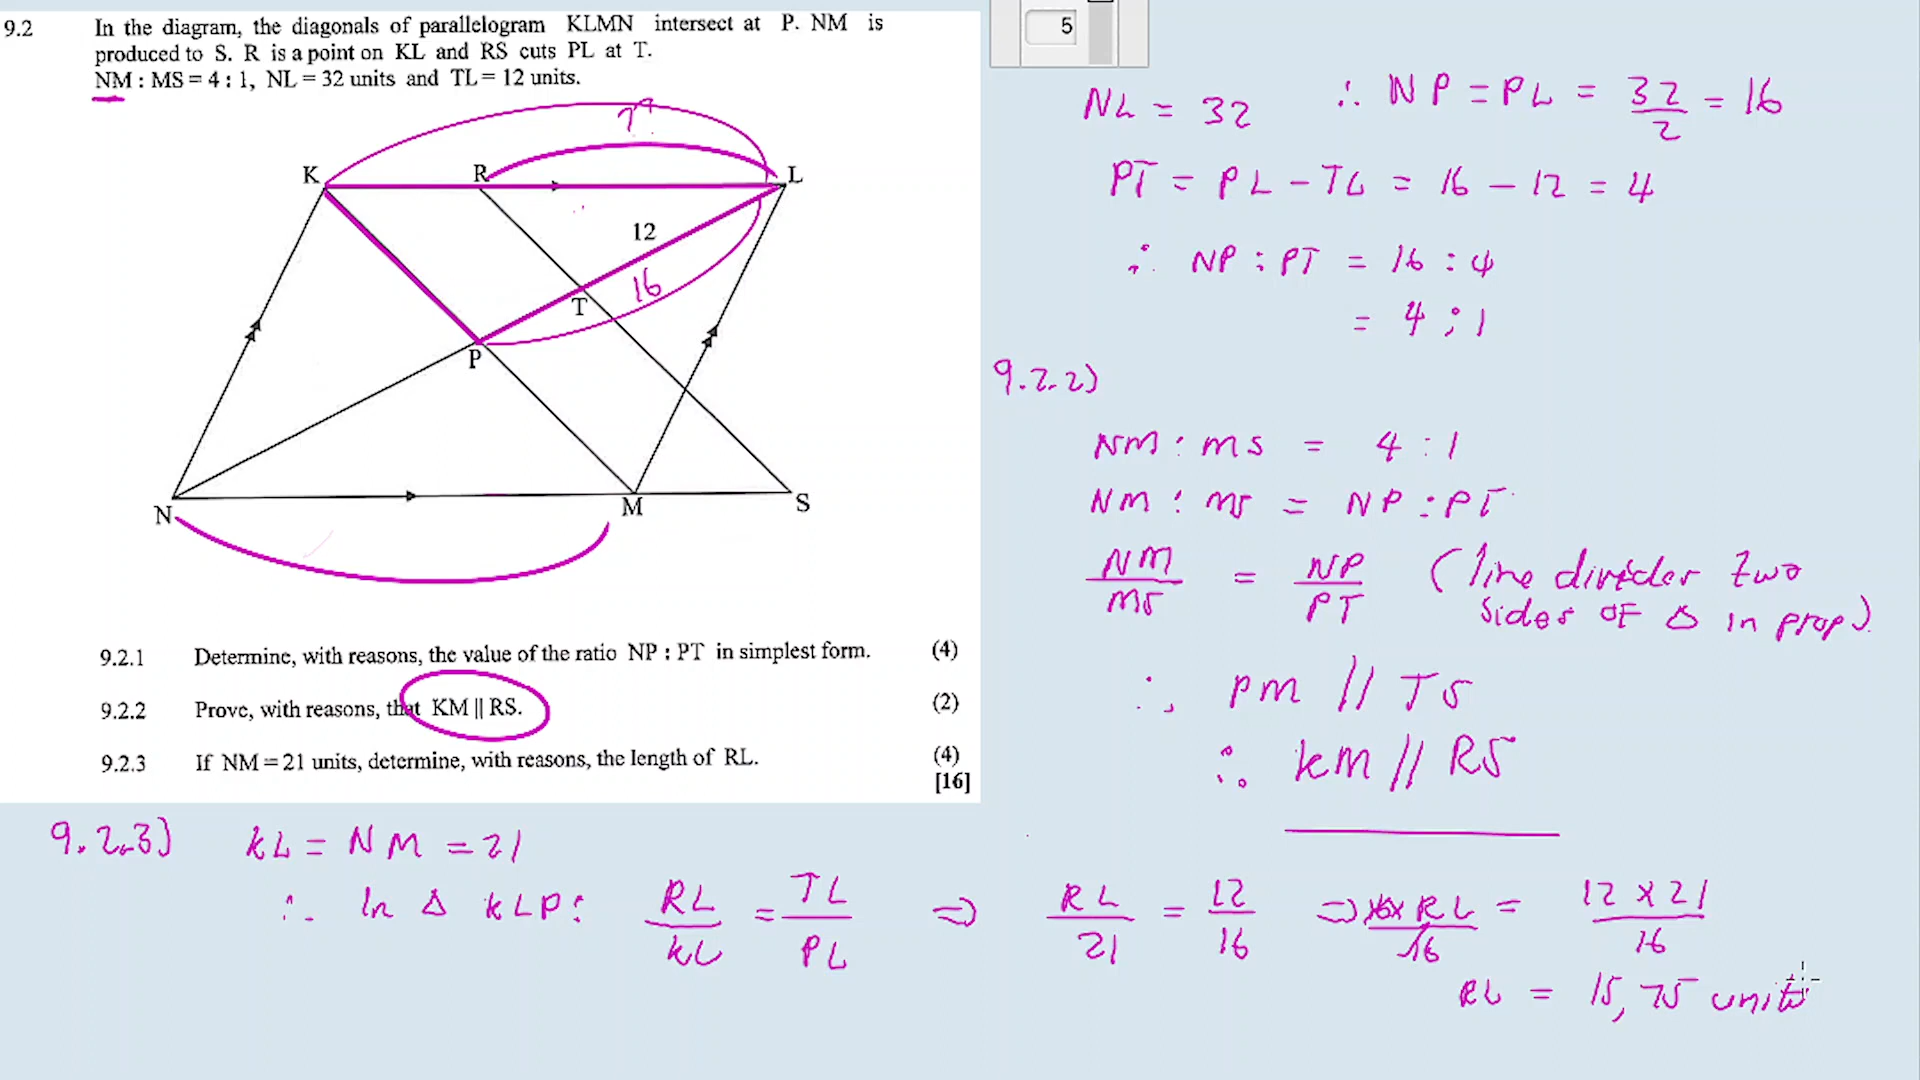 9.2 In the diagram, the diagonals of parallelogram KLMN intersect at P. NM is
produced to S. R is a point on KL and RS cuts PL at T.
NM : MS = 4 : 1, NL = 32 units and TL = 12 units.
??
K R L
12
16
T
P
N M S
9.2.1 Determine, with reasons, the value of the ratio NP : PT in simplest form. (4)
9.2.2 Prove, with reasons, that KM || RS. (2)
9.2.3 If NM = 21 units, determine, with reasons, the length of RL. (4)
[16]
5
NL = 32 ∴ NP = PL = 32/2 = 16
PT = PL - TL = 16 - 12 = 4
∴ NP : PT = 16 : 4
= 4 : 1
9.2.2)
NM : MS = 4 : 1
NM : MS = NP : PT
NM/MS = NP/PT (line divider two
sides of Δ in prop)
∴ PM // TS
∴ KM // RS
9.2.3) KL = NM = 21
∴ In Δ KLP: RL/KL = TL/PL ⇒ RL/21 = 12/16 ⇒ 16 × RL/16 = 12 × 21/16
RL = 15,75 units